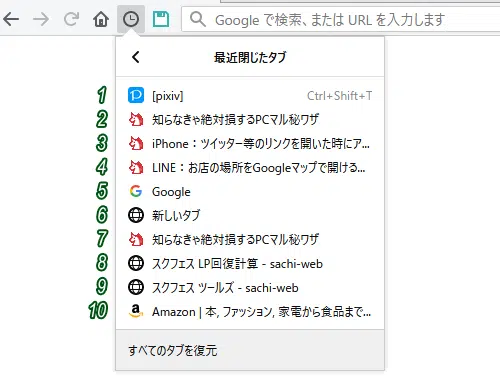 Google で検索、または URL を入力します
最近閉じたタブ
1 [pixiv] Ctrl+Shift+T
2 知らなきゃ絶対損するPCマル秘ワザ
3 iPhone：ツイッター等のリンクを開いた時にア...
4 LINE：お店の場所をGoogleマップで開ける...
5 Google
6 新しいタブ
7 知らなきゃ絶対損するPCマル秘ワザ
8 スクフェス LP回復計算 - sachi-web
9 スクフェス ツールズ - sachi-web
10 Amazon | 本, ファッション, 家電から食品まで...
すべてのタブを復元